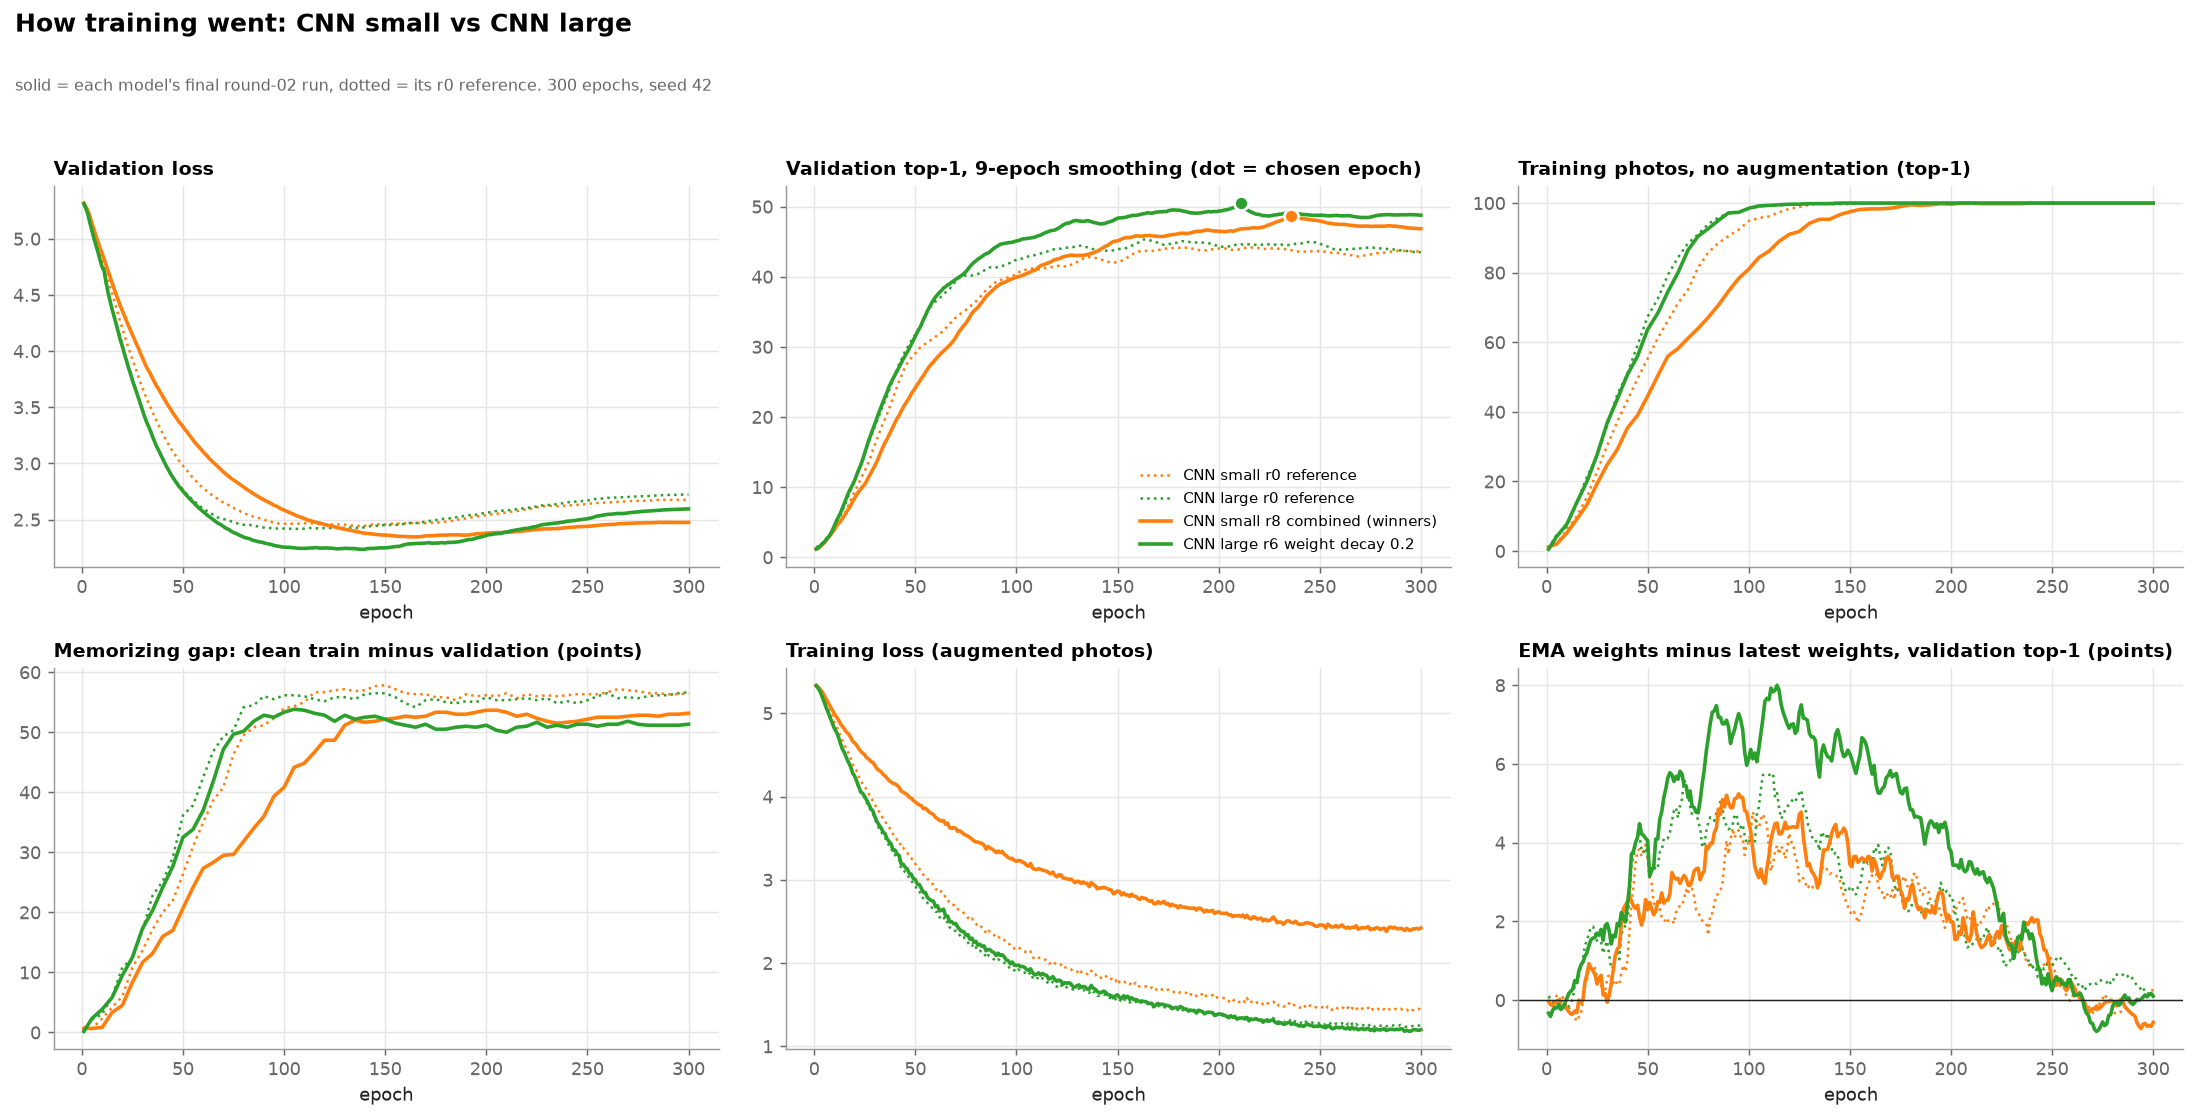 How training went: CNN small vs CNN large
solid = each model's final round-02 run, dotted = its r0 reference. 300 epochs, seed 42
Validation loss
5.0
4.5
4.0
3.5
3.0
2.5
0 50 100 150 200 250 300
epoch
Validation top-1, 9-epoch smoothing (dot = chosen epoch)
50
40
30
20
10
0
CNN small r0 reference
CNN large r0 reference
CNN small r8 combined (winners)
CNN large r6 weight decay 0.2
0 50 100 150 200 250 300
epoch
Training photos, no augmentation (top-1)
100
80
60
40
20
0
0 50 100 150 200 250 300
epoch
Memorizing gap: clean train minus validation (points)
60
50
40
30
20
10
0
0 50 100 150 200 250 300
epoch
Training loss (augmented photos)
5
4
3
2
1
0 50 100 150 200 250 300
epoch
EMA weights minus latest weights, validation top-1 (points)
8
6
4
2
0
0 50 100 150 200 250 300
epoch